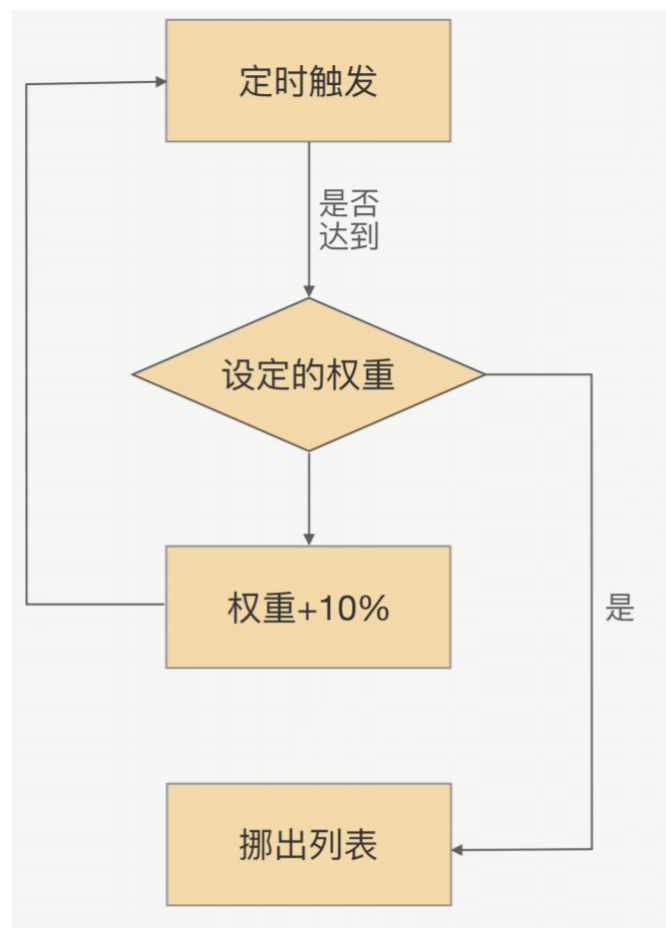 定时触发
是否
达到
设定的权重
权重+10%
是
挪出列表